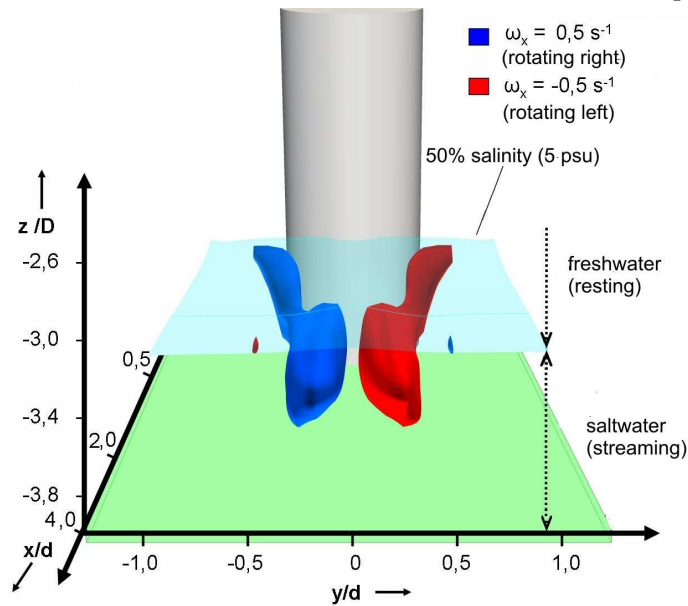 ωx = 0,5 s-1
(rotating right)
ωx = -0,5 s-1
(rotating left)
50% salinity (5 psu)
z /D
-2,6
freshwater
(resting)
-3,0
0,5
-3,4
saltwater
(streaming)
2,0
-3,8
4,0
x/d
-1,0
-0,5
0
0,5
1,0
y/d